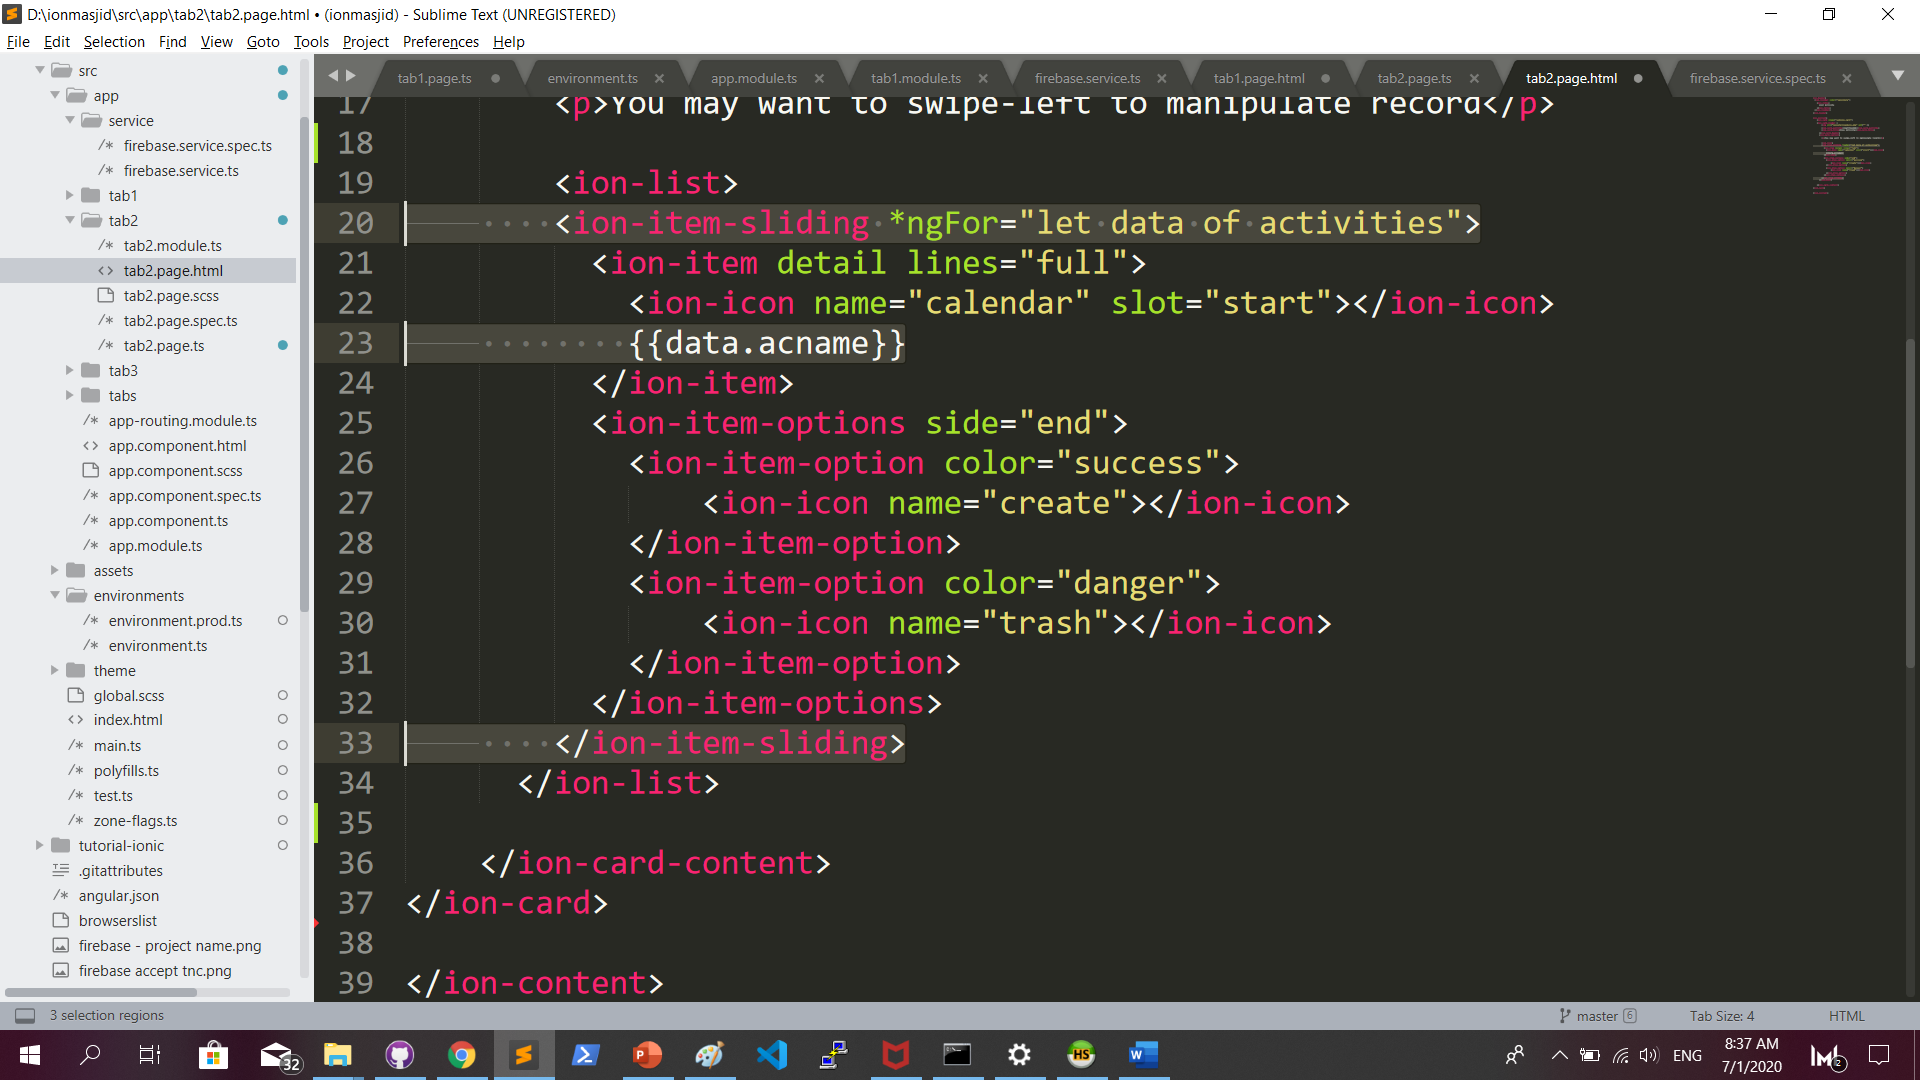 D:\ionmasjid\src\app\tab2\tab2.page.html • (ionmasjid) - Sublime Text (UNREGISTERED)
File Edit Selection Find View Goto Tools Project Preferences Help
src
app
service
firebase.service.spec.ts
firebase.service.ts
tab1
tab2
tab2.module.ts
tab2.page.html
tab2.page.scss
tab2.page.spec.ts
tab2.page.ts
tab3
tabs
app-routing.module.ts
app.component.html
app.component.scss
app.component.spec.ts
app.component.ts
app.module.ts
assets
environments
environment.prod.ts
environment.ts
theme
global.scss
index.html
main.ts
polyfills.ts
test.ts
zone-flags.ts
tutorial-ionic
.gitattributes
angular.json
browserslist
firebase - project name.png
firebase accept tnc.png
tab1.page.ts environment.ts app.module.ts tab1.module.ts firebase.service.ts tab1.page.html tab2.page.ts tab2.page.html firebase.service.spec.ts
17 <p>You may want to swipe-left to manipulate record</p>
18
19 <ion-list>
20 <ion-item-sliding *ngFor="let data of activities">
21 <ion-item detail lines="full">
22 <ion-icon name="calendar" slot="start"></ion-icon>
23 {{data.acname}}
24 </ion-item>
25 <ion-item-options side="end">
26 <ion-item-option color="success">
27 <ion-icon name="create"></ion-icon>
28 </ion-item-option>
29 <ion-item-option color="danger">
30 <ion-icon name="trash"></ion-icon>
31 </ion-item-option>
32 </ion-item-options>
33 </ion-item-sliding>
34 </ion-list>
35
36 </ion-card-content>
37 </ion-card>
38
39 </ion-content>
3 selection regions master 6 Tab Size: 4 HTML
32 HS ENG 8:37 AM 2
7/1/2020